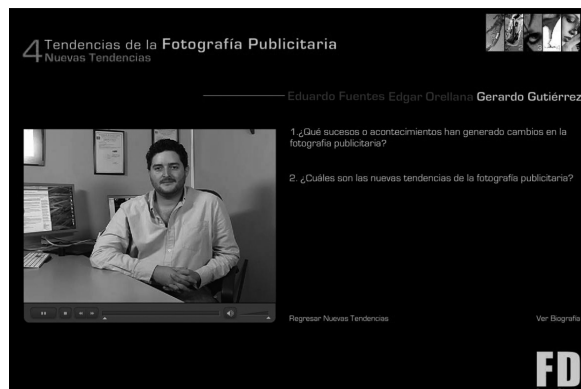 4 Tendencias de la Fotografía Publicitaria
Nuevas Tendencias
Eduardo Fuentes Edgar Orellana Gerardo Gutiérrez
1.¿Qué sucesos o acontecimientos han generado cambios en la
fotografía publicitaria?
2. ¿Cuáles son las nuevas tendencias de la fotografía publicitaria?
Regresar Nuevas Tendencias
Ver Biografía
FD